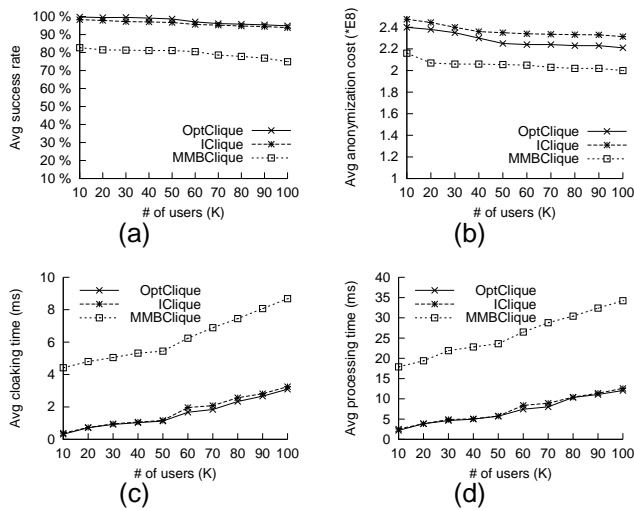 100 %
90 %
80 %
70 %
60 %
50 %
40 %
30 %
20 %
10 %
Avg success rate
OptClique
IClique
MMBClique
10 20 30 40 50 60 70 80 90 100
# of users (K)
(a)
2.4
2.2
2
1.8
1.6
1.4
1.2
1
Avg anonymization cost (*E8)
OptClique
IClique
MMBClique
10 20 30 40 50 60 70 80 90 100
# of users (K)
(b)
10
8
6
4
2
0
Avg cloaking time (ms)
OptClique
IClique
MMBClique
10 20 30 40 50 60 70 80 90 100
# of users (K)
(c)
40
35
30
25
20
15
10
5
0
Avg processing time (ms)
OptClique
IClique
MMBClique
10 20 30 40 50 60 70 80 90 100
# of users (K)
(d)